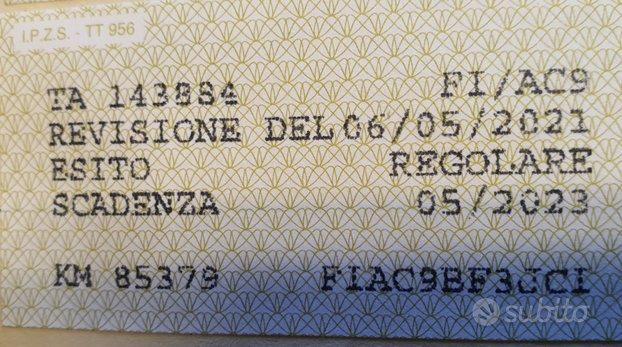 I.P.Z.S. - TT 956
TA 143884 FI/AC9
REVISIONE DEL 06/05/2021
ESITO REGOLARE
SCADENZA 05/2023
KM 85379 FIAC9BF3JCI
subito